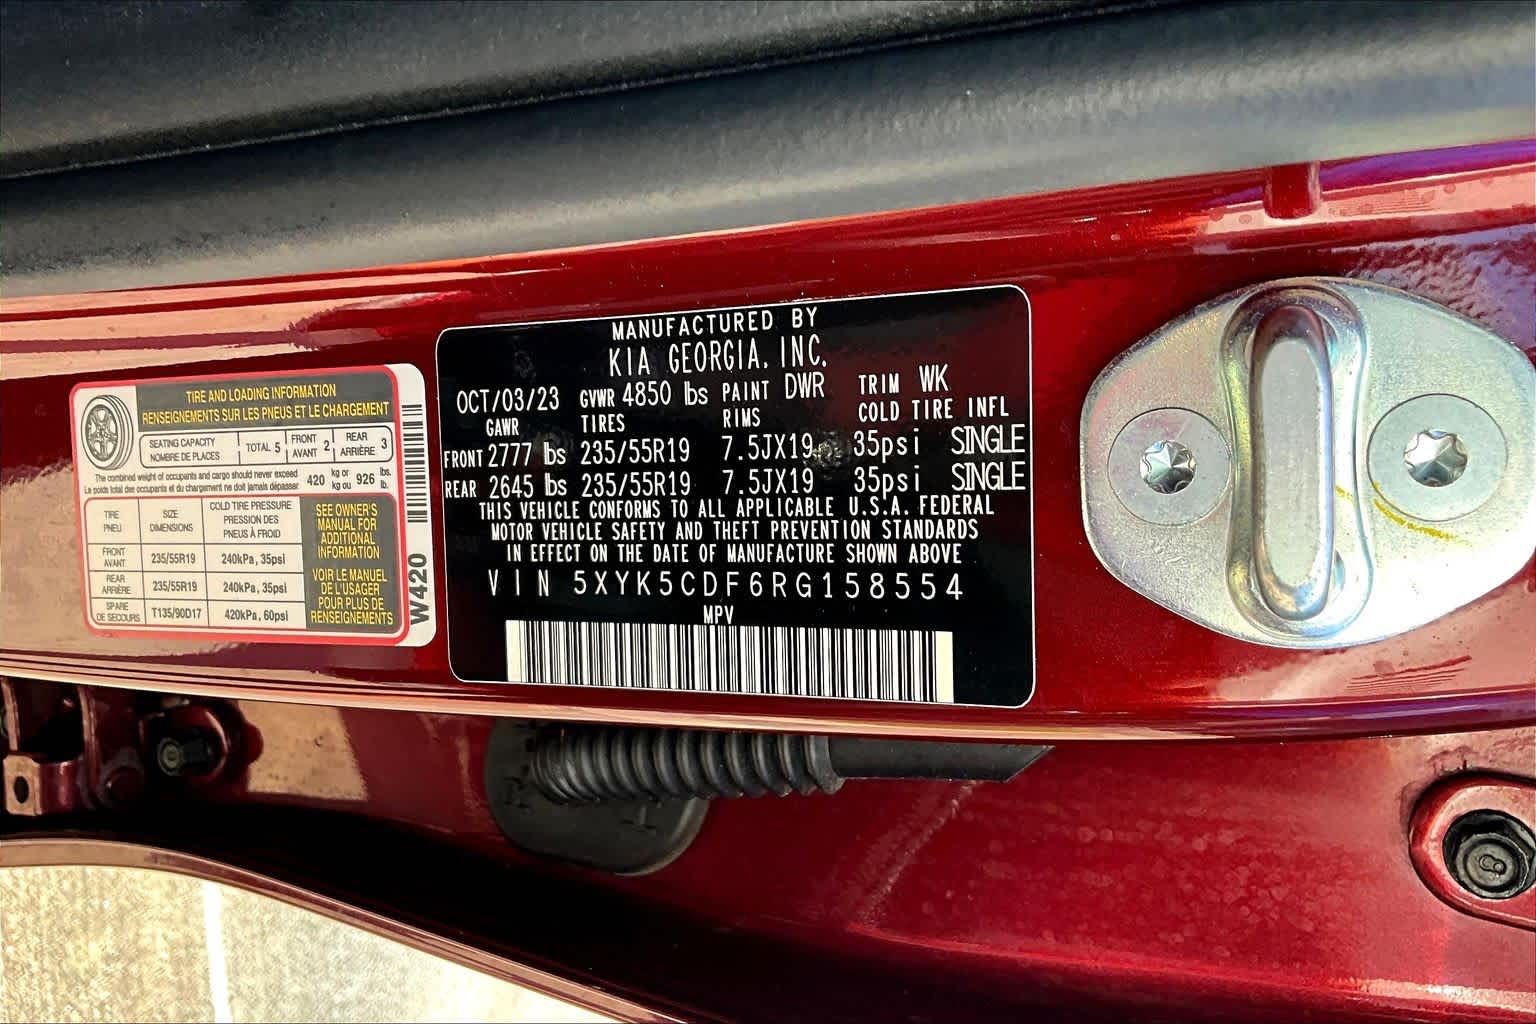 TIRE AND LOADING INFORMATION
RENSEIGNEMENTS SUR LES PNEUS ET LE CHARGEMENT
SEATING CAPACITY
NOMBRE DE PLACES
TOTAL 5
FRONT
AVANT 2
REAR
ARRIÈRE 3
The combined weight of occupants and cargo should never exceed
Le poids total des occupants et du chargement ne doit jamais dépasser
420 kg or
kg ou 926 lbs.
lb.
TIRE
PNEU
SIZE
DIMENSIONS
COLD TIRE PRESSURE
PRESSION DES
PNEUS À FROID
FRONT
AVANT
235/55R19
240kPa, 35psi
REAR
ARRIÈRE
235/55R19
240kPa, 35psi
SPARE
DE SECOURS
T135/90D17
420kPa, 60psi
SEE OWNER'S
MANUAL FOR
ADDITIONAL
INFORMATION
VOIR LE MANUEL
DE L'USAGER
POUR PLUS DE
RENSEIGNEMENTS
W420
MANUFACTURED BY
KIA GEORGIA, INC.
OCT/03/23 GVWR 4850 lbs PAINT DWR TRIM WK
GAWR TIRES RIMS COLD TIRE INFL
FRONT 2777 lbs 235/55R19 7.5JX19 35psi SINGLE
REAR 2645 lbs 235/55R19 7.5JX19 35psi SINGLE
THIS VEHICLE CONFORMS TO ALL APPLICABLE U.S.A. FEDERAL
MOTOR VEHICLE SAFETY AND THEFT PREVENTION STANDARDS
IN EFFECT ON THE DATE OF MANUFACTURE SHOWN ABOVE
VIN 5XYK5CDF6RG158554
MPV
8